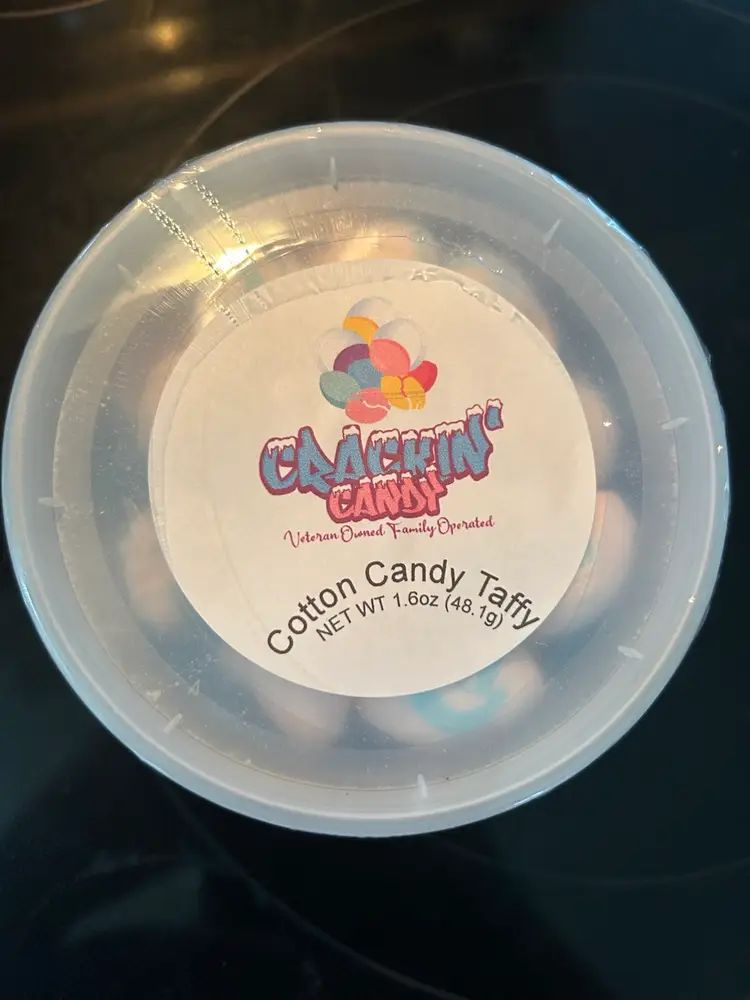 CRACKIN'
CANDY
Veteran Owned Family Operated
Cotton Candy Taffy
NET WT 1.6oz (48.1g)